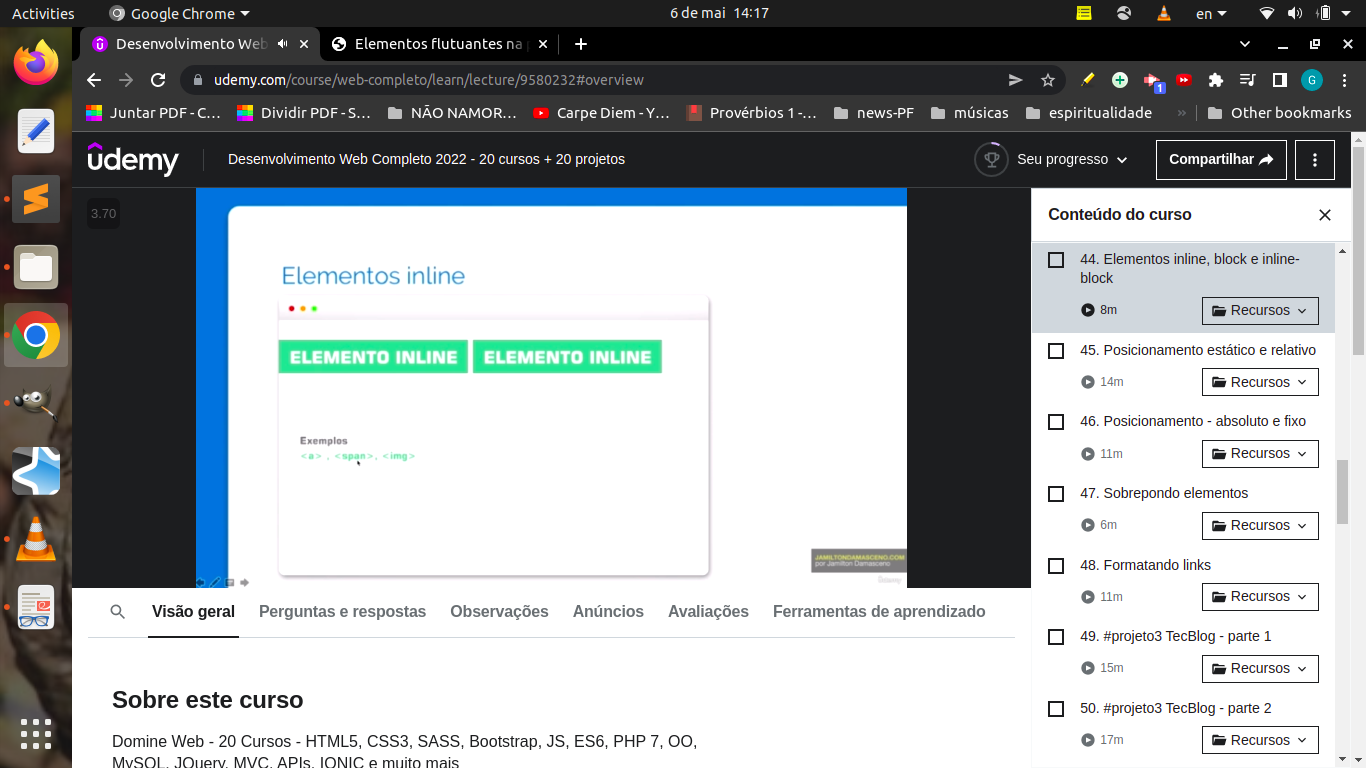 Activities
Google Chrome
6 de mai 14:17
en
Desenvolvimento Web
Elementos flutuantes na p
udemy.com/course/web-completo/learn/lecture/9580232#overview
1
G
Juntar PDF - C…
Dividir PDF - S…
NÃO NAMOR…
Carpe Diem - Y…
Provérbios 1 -…
news-PF
músicas
espiritualidade
»
Other bookmarks
udemy
Desenvolvimento Web Completo 2022 - 20 cursos + 20 projetos
Seu progresso
Compartilhar
3.70
Elementos inline
ELEMENTO INLINE
ELEMENTO INLINE
Exemplos
<a> , <span>, <img>
JAMILTONDAMASCENO.COM
por Jamilton Damasceno
ûdemy
Conteúdo do curso
44. Elementos inline, block e inline-
block
8m
Recursos
45. Posicionamento estático e relativo
14m
Recursos
46. Posicionamento - absoluto e fixo
11m
Recursos
47. Sobrepondo elementos
6m
Recursos
48. Formatando links
11m
Recursos
49. #projeto3 TecBlog - parte 1
15m
Recursos
50. #projeto3 TecBlog - parte 2
17m
Recursos
Visão geral
Perguntas e respostas
Observações
Anúncios
Avaliações
Ferramentas de aprendizado
Sobre este curso
Domine Web - 20 Cursos - HTML5, CSS3, SASS, Bootstrap, JS, ES6, PHP 7, OO,
MySQL, JQuery, MVC, APIs, IONIC e muito mais